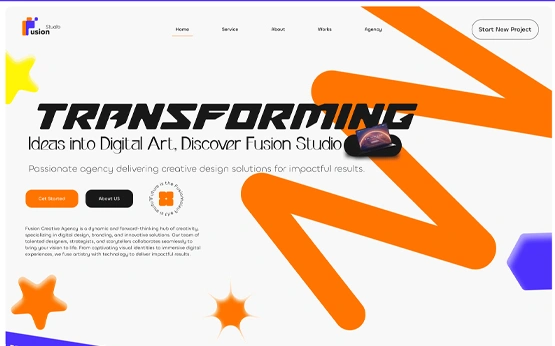 Studio
Fusion
Home
Service
About
Works
Agency
Start New Project
TRANSFORMING
Ideas into Digital Art, Discover Fusion Studio
Passionate agency delivering creative design solutions for impactful results.
Get Started
About US
Fusion Creative Agency is a dynamic and forward-thinking hub of creativity,
specializing in digital design, branding, and innovative solutions. Our team of
talented designers, strategists, and storytellers collaborates seamlessly to
bring your vision to life. From captivating visual identities to immersive digital
experiences, we fuse artistry with technology to deliver impactful results.